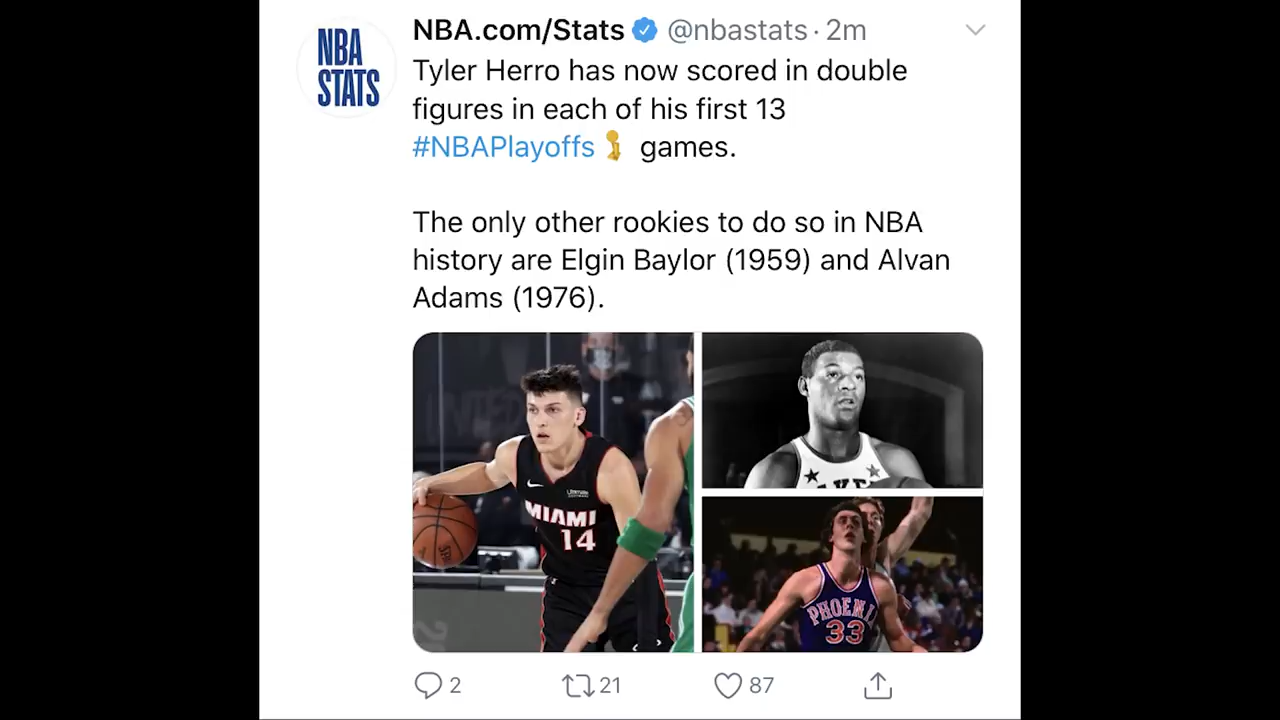 NBA
STATS
NBA.com/Stats @nbastats · 2m
Tyler Herro has now scored in double
figures in each of his first 13
#NBAPlayoffs games.
The only other rookies to do so in NBA
history are Elgin Baylor (1959) and Alvan
Adams (1976).
MIAMI
14
PHOENI
33
2 21 87